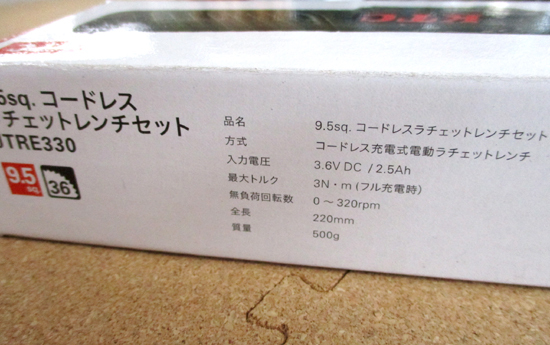 KTC
5sq. コードレス
ラチェットレンチセット
JTRE330
9.5
sq.
36
品名 9.5sq. コードレスラチェットレンチセット
方式 コードレス充電式電動ラチェットレンチ
入力電圧 3.6V DC / 2.5Ah
最大トルク 3N・m (フル充電時)
無負荷回転数 0～320rpm
全長 220mm
質量 500g